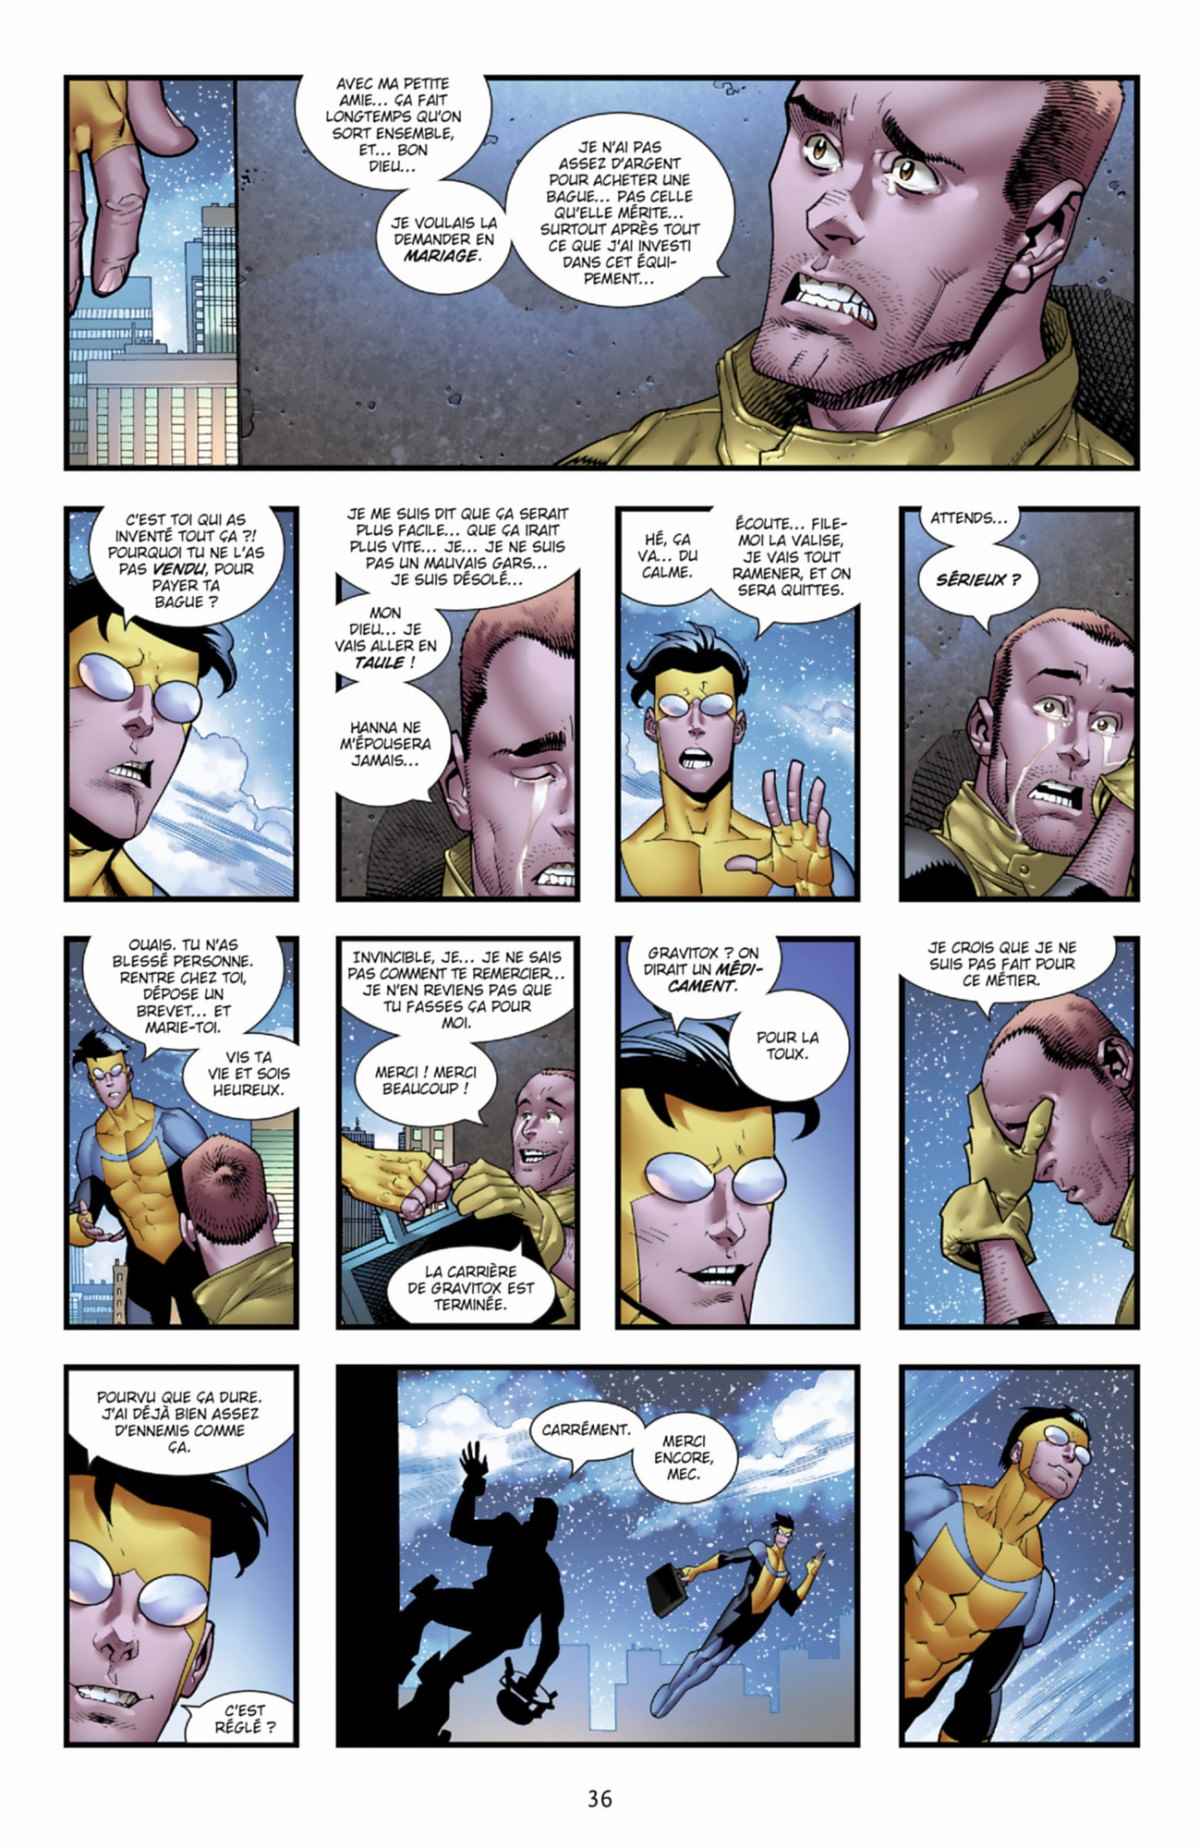 AVEC MA PETITE
AMIE... ÇA FAIT
LONGTEMPS QU'ON
SORT ENSEMBLE,
ET... BON
DIEU...
JE VOULAIS LA
DEMANDER EN
MARIAGE.
JE N'AI PAS
ASSEZ D'ARGENT
POUR ACHETER UNE
BAGUE... PAS CELLE
QU'ELLE MÉRITE...
SURTOUT APRÈS TOUT
CE QUE J'AI INVESTI
DANS CET ÉQUI-
PEMENT...
C'EST TOI QUI AS
INVENTÉ TOUT ÇA ?!
POURQUOI TU NE L'AS
PAS VENDU, POUR
PAYER TA
BAGUE ?
JE ME SUIS DIT QUE ÇA SERAIT
PLUS FACILE... QUE ÇA IRAIT
PLUS VITE... JE... JE NE SUIS
PAS UN MAUVAIS GARS...
JE SUIS DÉSOLÉ...
MON
DIEU... JE
VAIS ALLER EN
TAULE !
HANNA NE
M'ÉPOUSERA
JAMAIS...
HÉ, ÇA
VA... DU
CALME.
ÉCOUTE... FILE-
MOI LA VALISE,
JE VAIS TOUT
RAMENER, ET ON
SERA QUITTES.
ATTENDS...
SÉRIEUX ?
OUAIS. TU N'AS
BLESSÉ PERSONNE.
RENTRE CHEZ TOI,
DÉPOSE UN
BREVET... ET
MARIE-TOI.
VIS TA
VIE ET SOIS
HEUREUX.
INVINCIBLE, JE... JE NE SAIS
PAS COMMENT TE REMERCIER...
JE N'EN REVIENS PAS QUE
TU FASSES ÇA POUR
MOI.
MERCI ! MERCI
BEAUCOUP !
LA CARRIÈRE
DE GRAVITOX EST
TERMINÉE.
GRAVITOX ? ON
DIRAIT UN MÉDI-
CAMENT.
POUR LA
TOUX.
JE CROIS QUE JE NE
SUIS PAS FAIT POUR
CE MÉTIER.
POURVU QUE ÇA DURE.
J'AI DÉJÀ BIEN ASSEZ
D'ENNEMIS COMME
ÇA.
C'EST
RÉGLÉ ?
CARRÉMENT.
MERCI
ENCORE,
MEC.
36